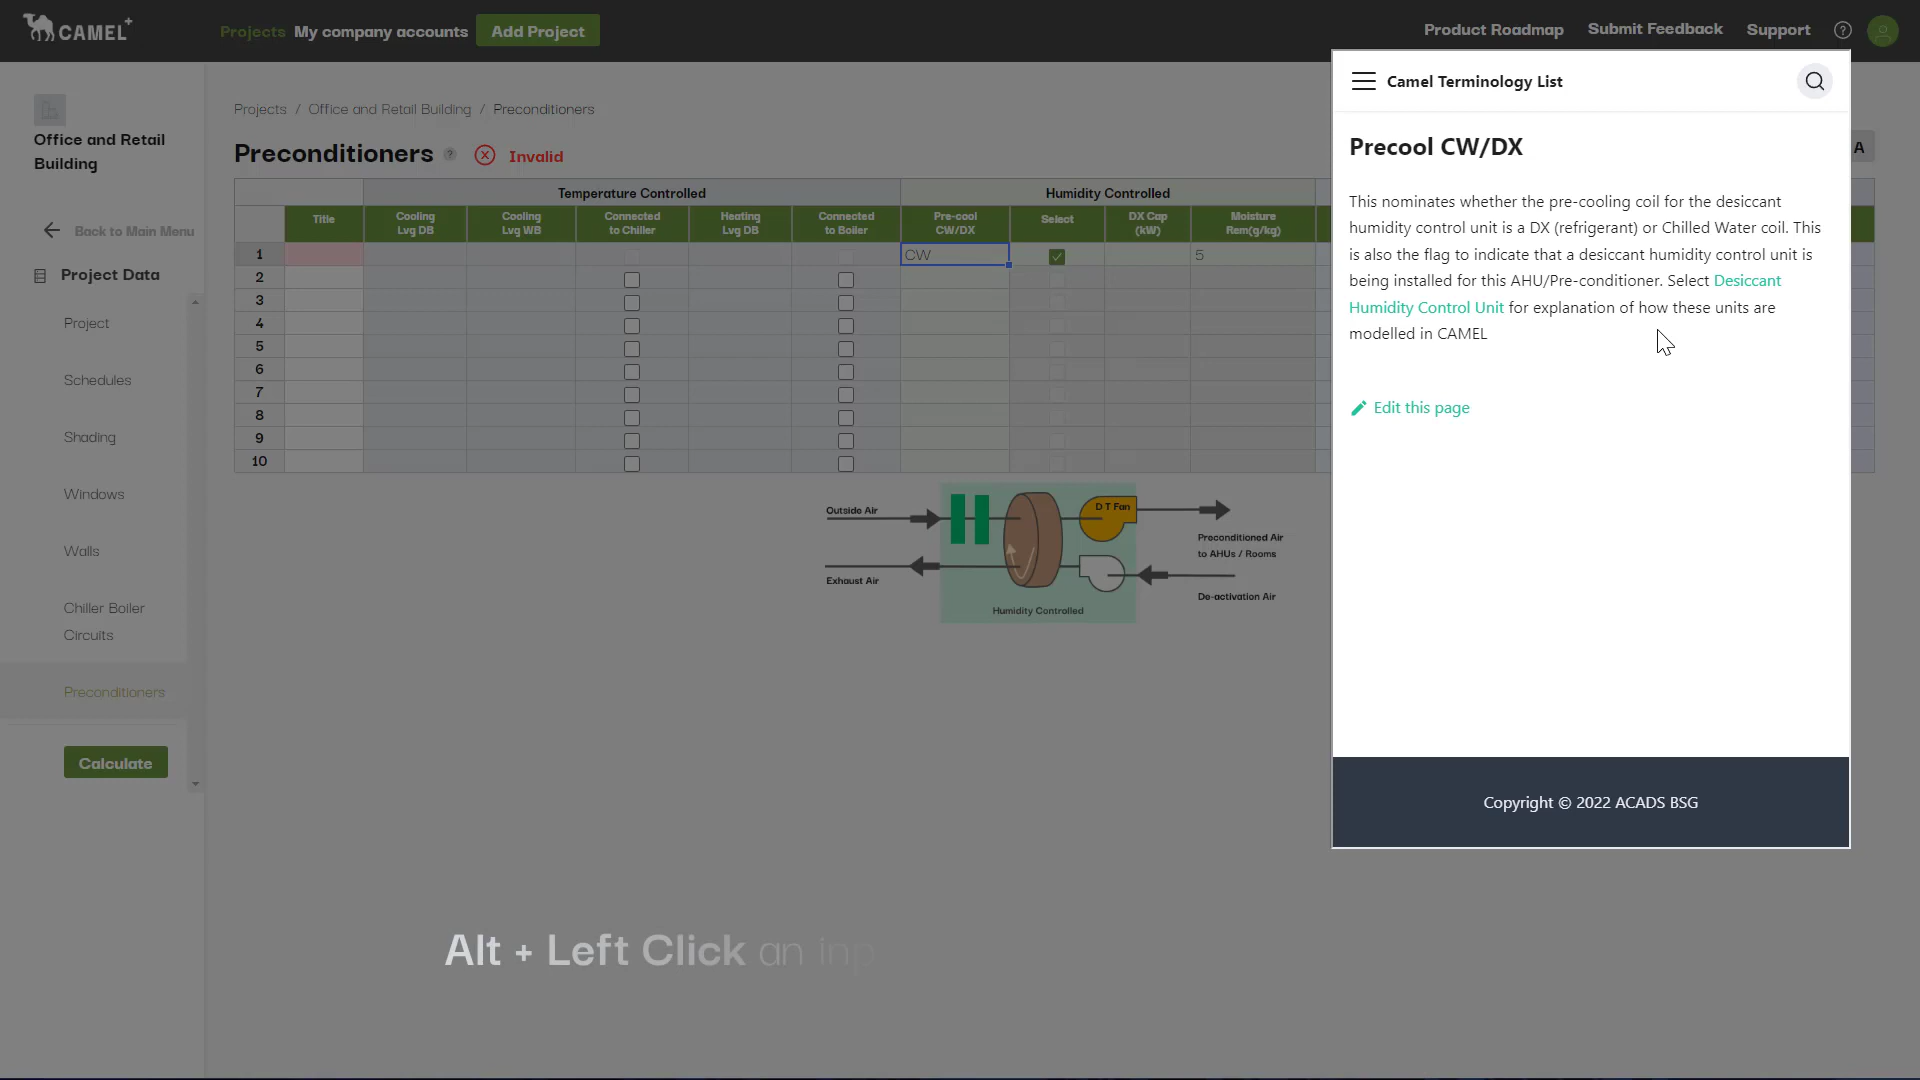 CAMEL+
Projects My company accounts Add Project
Product Roadmap Submit Feedback Support ?
Office and Retail
Building
Back to Main Menu
Project Data
Project
Schedules
Shading
Windows
Walls
Chiller Boiler
Circuits
Preconditioners
Calculate
Projects / Office and Retail Building / Preconditioners
Preconditioners ? Invalid
A
Temperature Controlled Humidity Controlled
Title Cooling Lvg DB Cooling Lvg WB Connected to Chiller Heating Lvg DB Connected to Boiler Pre-cool CW/DX Select DX Cap (kW) Moisture Rem(g/kg)
1 CW 5
2
3
4
5
6
7
8
9
10
Outside Air
Exhaust Air
D T Fan
Preconditioned Air
to AHUs / Rooms
De-activation Air
Humidity Controlled
Camel Terminology List
Precool CW/DX
This nominates whether the pre-cooling coil for the desiccant
humidity control unit is a DX (refrigerant) or Chilled Water coil. This
is also the flag to indicate that a desiccant humidity control unit is
being installed for this AHU/Pre-conditioner. Select Desiccant
Humidity Control Unit for explanation of how these units are
modelled in CAMEL
Edit this page
Copyright © 2022 ACADS BSG
Alt + Left Click an inp